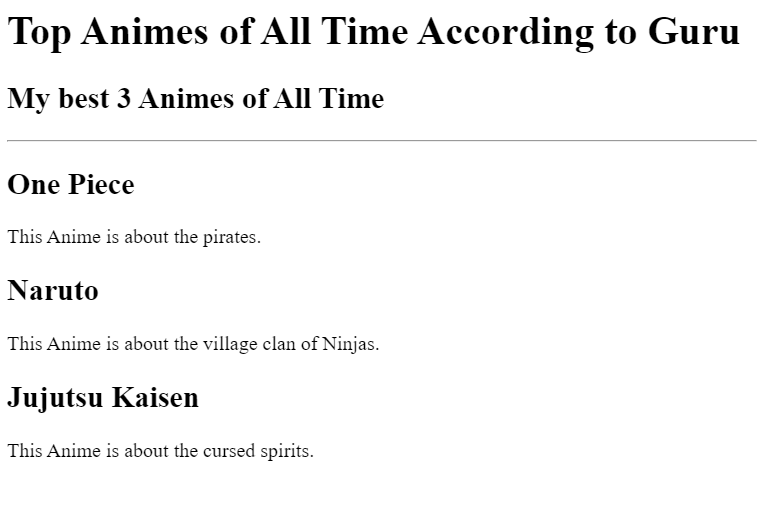 Top Animes of All Time According to Guru
My best 3 Animes of All Time
One Piece
This Anime is about the pirates.
Naruto
This Anime is about the village clan of Ninjas.
Jujutsu Kaisen
This Anime is about the cursed spirits.